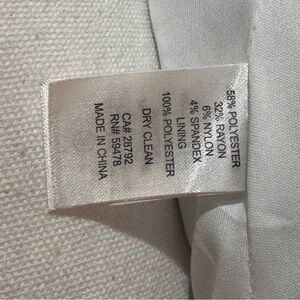 58% POLYESTER
32% RAYON
6% NYLON
4% SPANDEX
LINING
100% POLYESTER
DRY CLEAN
CA# 28792
RN# 59478
MADE IN CHINA